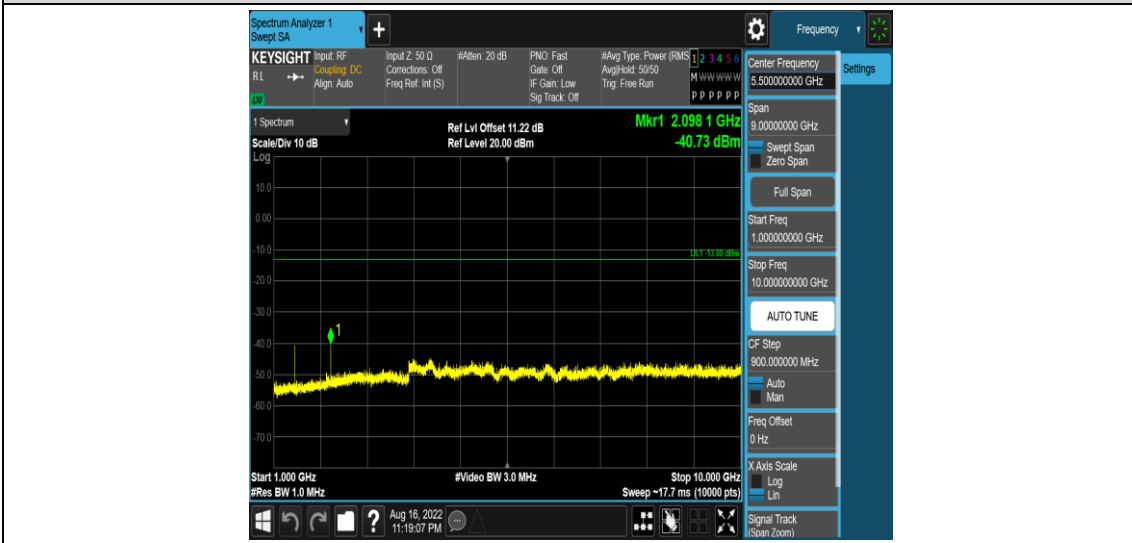 Spectrum Analyzer 1
Swept SA
+
Frequency
KEYSIGHT
RL
LXI
Input: RF
Coupling: DC
Align: Auto
Input Z: 50 Ω
Corrections: Off
Freq Ref: Int (S)
#Atten: 20 dB
PNO: Fast
Gate: Off
IF Gain: Low
Sig Track: Off
#Avg Type: Power (RMS
Avg|Hold: 50/50
Trig: Free Run
1 2 3 4 5 6
M W W W W W
P P P P P P
1 Spectrum
Scale/Div 10 dB
Log
Ref Lvl Offset 11.22 dB
Ref Level 20.00 dBm
Mkr1 2.098 1 GHz
-40.73 dBm
10.0
0.00
-10.0
DL1 -13.00 dBm
-20.0
-30.0
1
-40.0
-50.0
-60.0
-70.0
Start 1.000 GHz
#Res BW 1.0 MHz
#Video BW 3.0 MHz
Stop 10.000 GHz
Sweep ~17.7 ms (10000 pts)
?
Aug 16, 2022
11:19:07 PM
Center Frequency
5.500000000 GHz
Settings
Span
9.00000000 GHz
Swept Span
Zero Span
Full Span
Start Freq
1.000000000 GHz
Stop Freq
10.000000000 GHz
AUTO TUNE
CF Step
900.000000 MHz
Auto
Man
Freq Offset
0 Hz
X Axis Scale
Log
Lin
Signal Track
(Span Zoom)